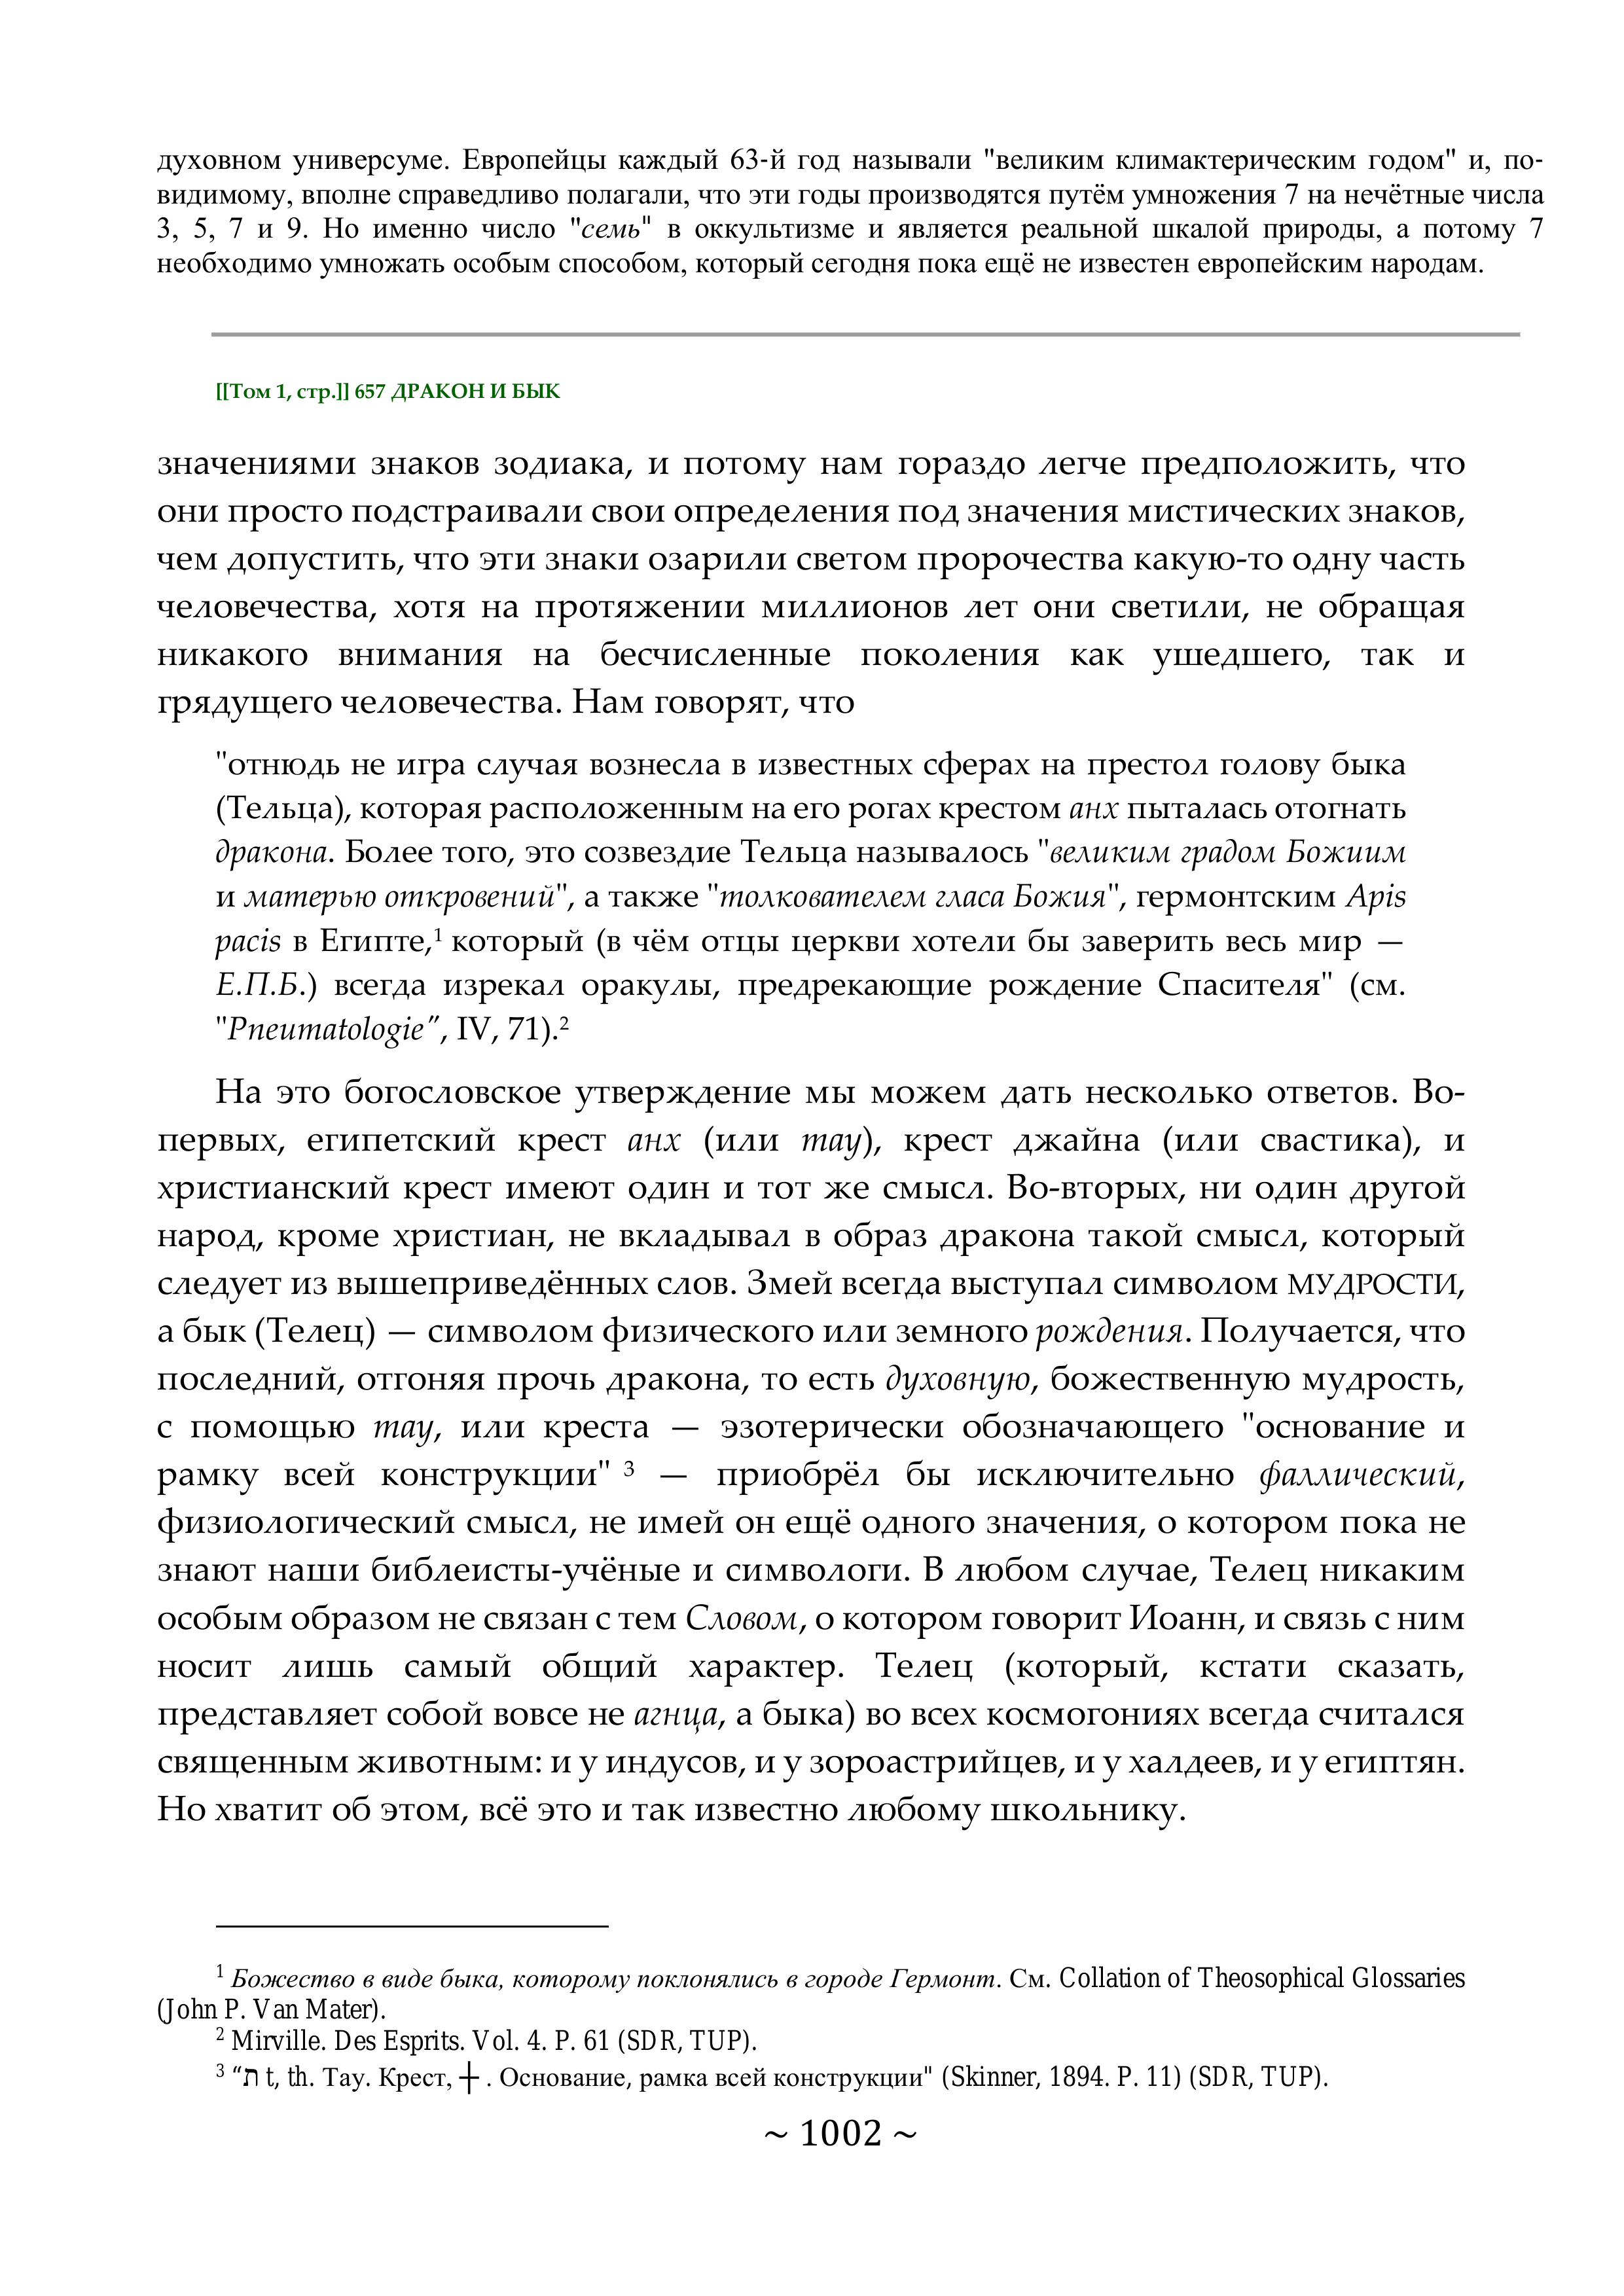 духовном универсуме. Европейцы каждый 63-й год называли "великим климактерическим годом" и, по-
видимому, вполне справедливо полагали, что эти годы производятся путём умножения 7 на нечётные числа
3, 5, 7 и 9. Но именно число "семь" в оккультизме и является реальной шкалой природы, а потому 7
необходимо умножать особым способом, который сегодня пока ещё не известен европейским народам.
[[Том 1, стр.]] 657 ДРАКОН И БЫК
значениями знаков зодиака, и потому нам гораздо легче предположить, что
они просто подстраивали свои определения под значения мистических знаков,
чем допустить, что эти знаки озарили светом пророчества какую-то одну часть
человечества, хотя на протяжении миллионов лет они светили, не обращая
никакого внимания на бесчисленные поколения как ушедшего, так и
грядущего человечества. Нам говорят, что
"отнюдь не игра случая вознесла в известных сферах на престол голову быка
(Тельца), которая расположенным на его рогах крестом анх пыталась отогнать
дракона. Более того, это созвездие Тельца называлось "великим градом Божиим
и матерью откровений", а также "толкователем гласа Божия", гермонтским Apis
pacis в Египте,¹ который (в чём отцы церкви хотели бы заверить весь мир —
Е.П.Б.) всегда изрекал оракулы, предрекающие рождение Спасителя" (см.
"Pneumatologie”, IV, 71).²
На это богословское утверждение мы можем дать несколько ответов. Во-
первых, египетский крест анх (или тау), крест джайна (или свастика), и
христианский крест имеют один и тот же смысл. Во-вторых, ни один другой
народ, кроме христиан, не вкладывал в образ дракона такой смысл, который
следует из вышеприведённых слов. Змей всегда выступал символом МУДРОСТИ,
а бык (Телец) — символом физического или земного рождения. Получается, что
последний, отгоняя прочь дракона, то есть духовную, божественную мудрость,
с помощью тау, или креста — эзотерически обозначающего "основание и
рамку всей конструкции" ³ — приобрёл бы исключительно фаллический,
физиологический смысл, не имей он ещё одного значения, о котором пока не
знают наши библеисты-учёные и символоги. В любом случае, Телец никаким
особым образом не связан с тем Словом, о котором говорит Иоанн, и связь с ним
носит лишь самый общий характер. Телец (который, кстати сказать,
представляет собой вовсе не агнца, а быка) во всех космогониях всегда считался
священным животным: и у индусов, и у зороастрийцев, и у халдеев, и у египтян.
Но хватит об этом, всё это и так известно любому школьнику.
¹ Божество в виде быка, которому поклонялись в городе Гермонт. См. Collation of Theosophical Glossaries
(John P. Van Mater).
² Mirville. Des Esprits. Vol. 4. P. 61 (SDR, TUP).
³ “ת t, th. Тау. Крест, ┼ . Основание, рамка всей конструкции" (Skinner, 1894. P. 11) (SDR, TUP).
~ 1002 ~